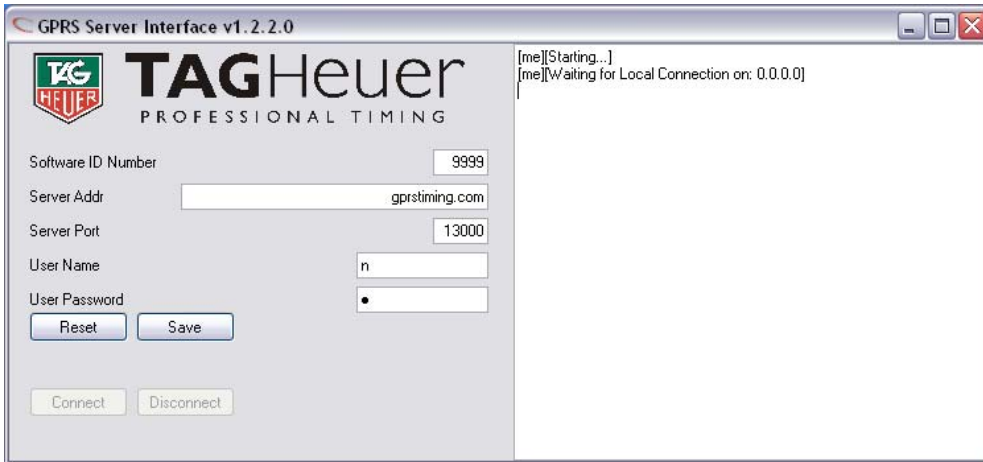 GPRS Server Interface v1.2.2.0
TAG
HEUER
TAGHeuer
PROFESSIONAL TIMING
Software ID Number 9999
Server Addr gprstiming.com
Server Port 13000
User Name n
User Password •
Reset Save
Connect Disconnect
[me][Starting...]
[me][Waiting for Local Connection on: 0.0.0.0]